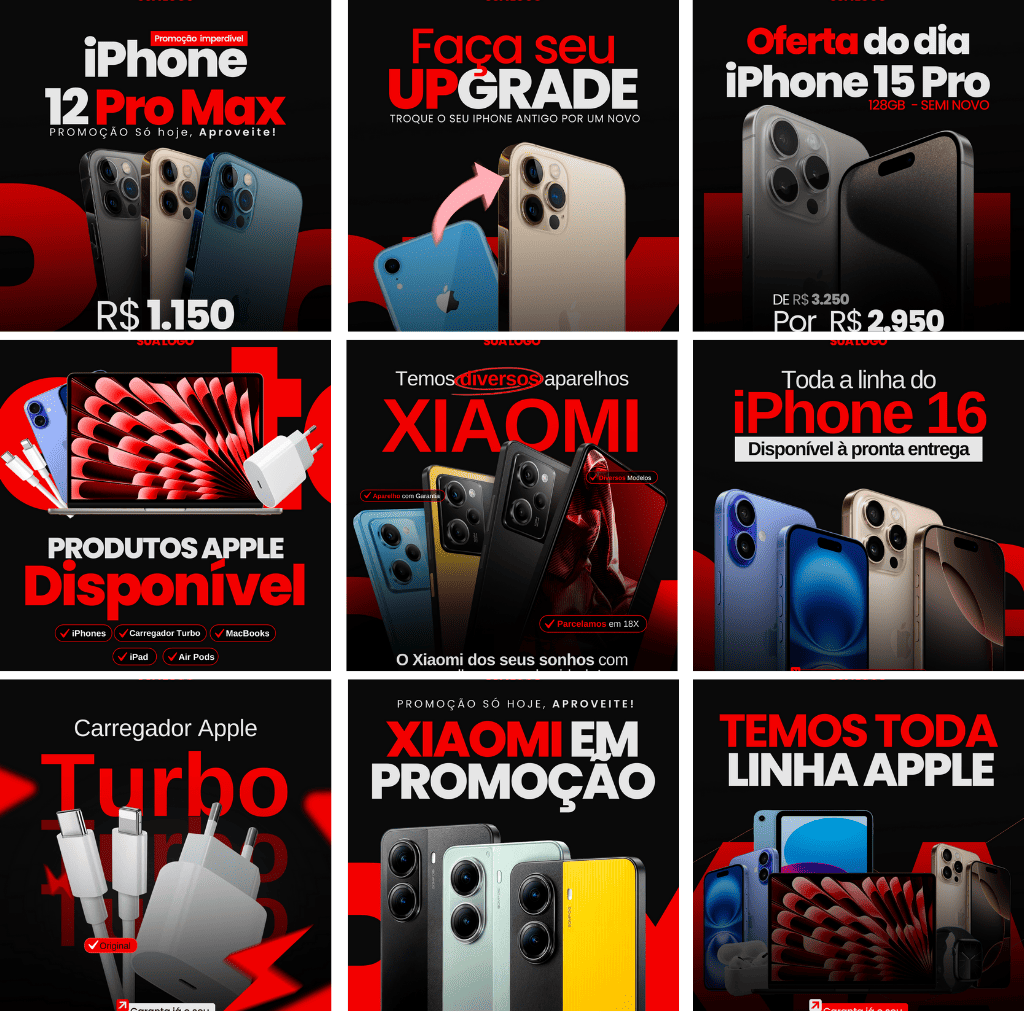 Promoção imperdível
iPhone
12 Pro Max
PROMOÇÃO Só hoje, Aproveite!
R$ 1.150
Faça seu
UPGRADE
TROQUE O SEU IPHONE ANTIGO POR UM NOVO
Oferta do dia
iPhone 15 Pro
128GB - SEMI NOVO
DE R$ 3.250
Por R$ 2.950
PRODUTOS APPLE
Disponível
iPhones
Carregador Turbo
MacBooks
iPad
Air Pods
SUA LOGO
Temos diversos aparelhos
XIAOMI
Diversos Modelos
Aparelho com Garantia
Parcelamos em 18X
O Xiaomi dos seus sonhos com
Toda a linha do
iPhone 16
Disponível à pronta entrega
Carregador Apple
Turbo
Turbo
Turbo
Original
Garanta já o seu
PROMOÇÃO SÓ HOJE, APROVEITE!
XIAOMI EM
PROMOÇÃO
TEMOS TODA
LINHA APPLE
Garanta já o seu